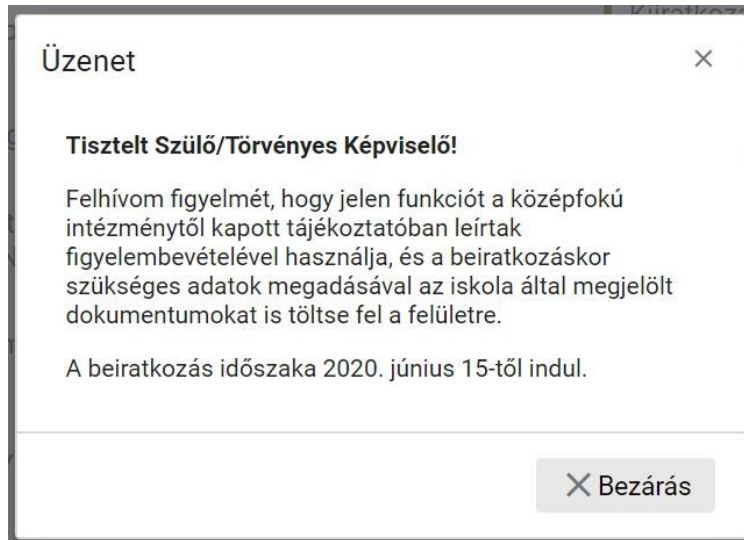 Üzenet
Tisztelt Szülő/Törvényes Képviselő!
Felhívom figyelmét, hogy jelen funkciót a középfokú
intézménytől kapott tájékoztatóban leírtak
figyelembevételével használja, és a beiratkozáskor
szükséges adatok megadásával az iskola által megjelölt
dokumentumokat is töltse fel a felületre.
A beiratkozás időszaka 2020. június 15-től indul.
Bezárás